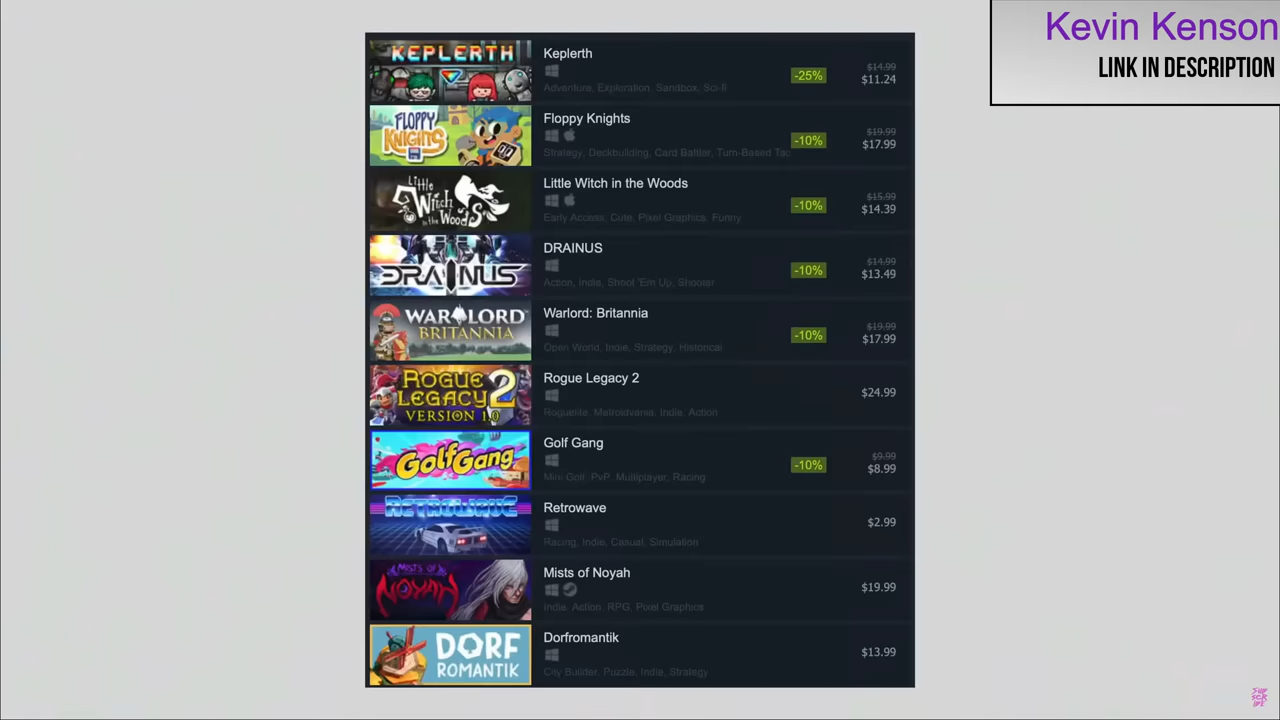 Kevin Kenson
LINK IN DESCRIPTION
KEPLERTH
Keplerth
Adventure, Exploration, Sandbox, Sci-fi
-25%
$14.99
$11.24
FLOPPY
KNIGHTS
Floppy Knights
Strategy, Deckbuilding, Card Battler, Turn-Based Tac
-10%
$19.99
$17.99
Little
Witch
in the
Woods
Little Witch in the Woods
Early Access, Cute, Pixel Graphics, Funny
-10%
$15.99
$14.39
DRAINUS
DRAINUS
Action, Indie, Shoot 'Em Up, Shooter
-10%
$14.99
$13.49
WARLORD
BRITANNIA
Warlord: Britannia
Open World, Indie, Strategy, Historical
-10%
$19.99
$17.99
ROGUE
LEGACY 2
VERSION 1.0
Rogue Legacy 2
Roguelite, Metroidvania, Indie, Action
$24.99
GOLF GANG
Golf Gang
Mini Golf, PvP, Multiplayer, Racing
-10%
$9.99
$8.99
RETROWAVE
Retrowave
Racing, Indie, Casual, Simulation
$2.99
MISTS OF
NOYAH
Mists of Noyah
Indie, Action, RPG, Pixel Graphics
$19.99
DORF
ROMANTIK
Dorfromantik
City Builder, Puzzle, Indie, Strategy
$13.99